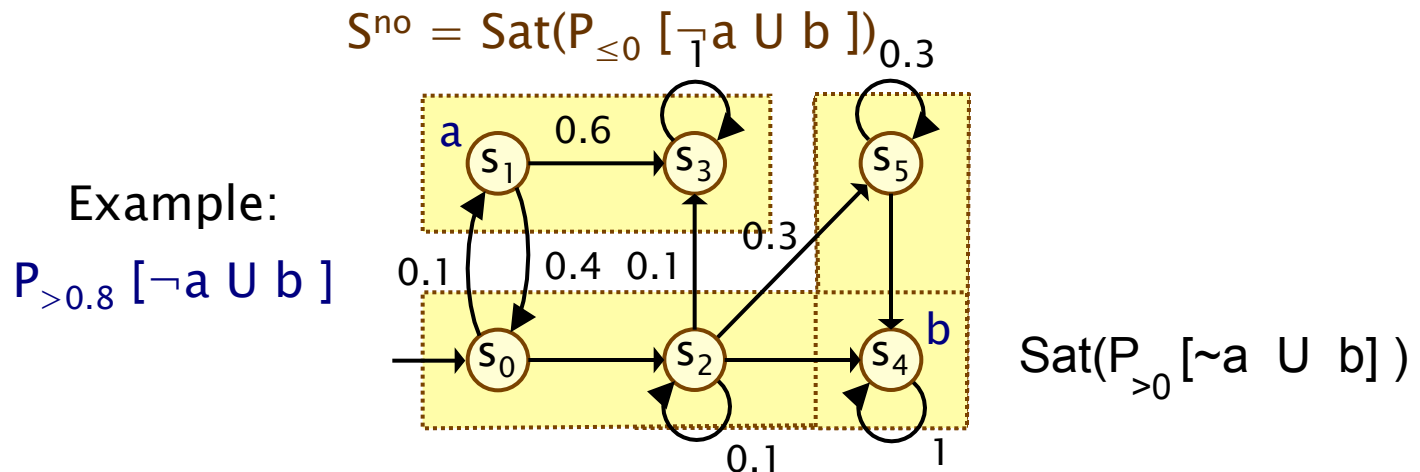 Sⁿᵒ = Sat(P≤0 [¬a U b ])
1
0.3
a
0.6
s1
s3
s5
Example:
0.3
0.1
0.4
0.1
P>0.8 [¬a U b ]
b
s0
s2
s4
Sat(P>0 [~a U b] )
0.1
1